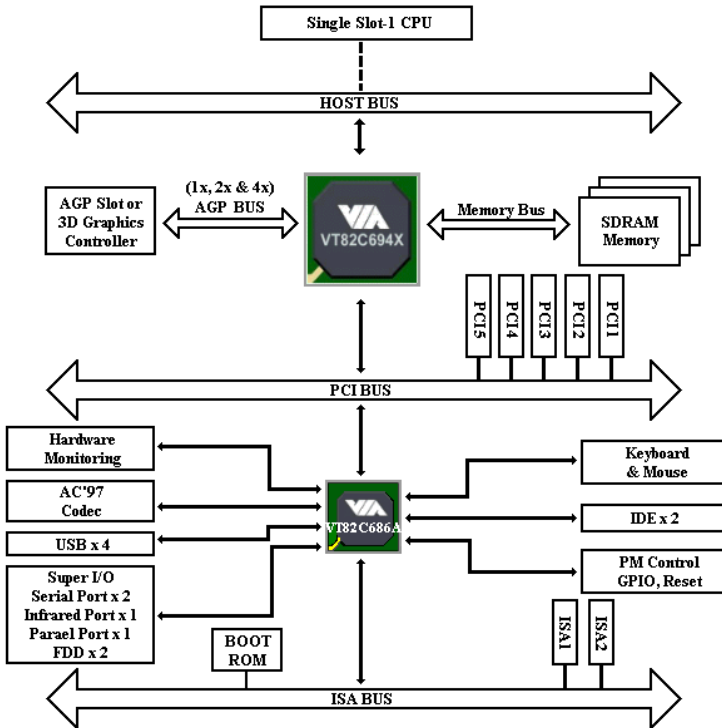 Single Slot-1 CPU
HOST BUS
AGP Slot or
3D Graphics
Controller
(1x, 2x & 4x)
AGP BUS
VIA
VT82C694X
Memory Bus
SDRAM
Memory
PCI5
PCI4
PCI3
PCI2
PCI1
PCI BUS
Hardware
Monitoring
AC'97
Codec
USB x 4
Super I/O
Serial Port x 2
Infrared Port x 1
Parael Port x 1
FDD x 2
VIA
VT82C686A
Keyboard
& Mouse
IDE x 2
PM Control
GPIO, Reset
BOOT
ROM
ISA1
ISA2
ISA BUS